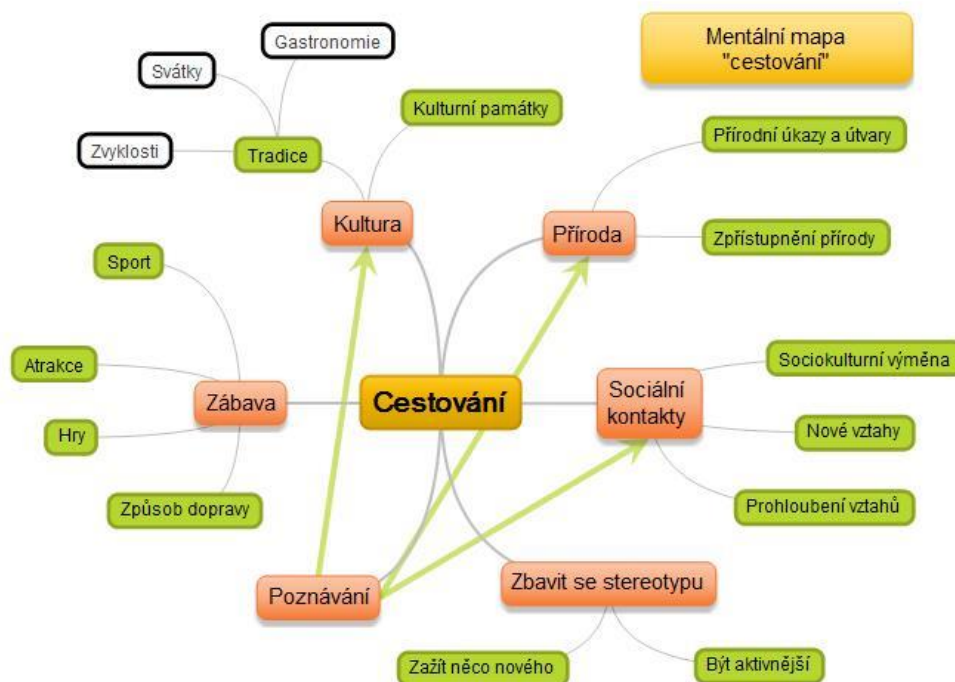 Mentální mapa
"cestování"
Gastronomie
Svátky
Zvyklosti
Tradice
Kulturní památky
Kultura
Přírodní úkazy a útvary
Příroda
Zpřístupnění přírody
Sport
Atrakce
Zábava
Hry
Způsob dopravy
Cestování
Sociální
kontakty
Sociokulturní výměna
Nové vztahy
Prohloubení vztahů
Poznávání
Zbavit se stereotypu
Zažít něco nového
Být aktivnější